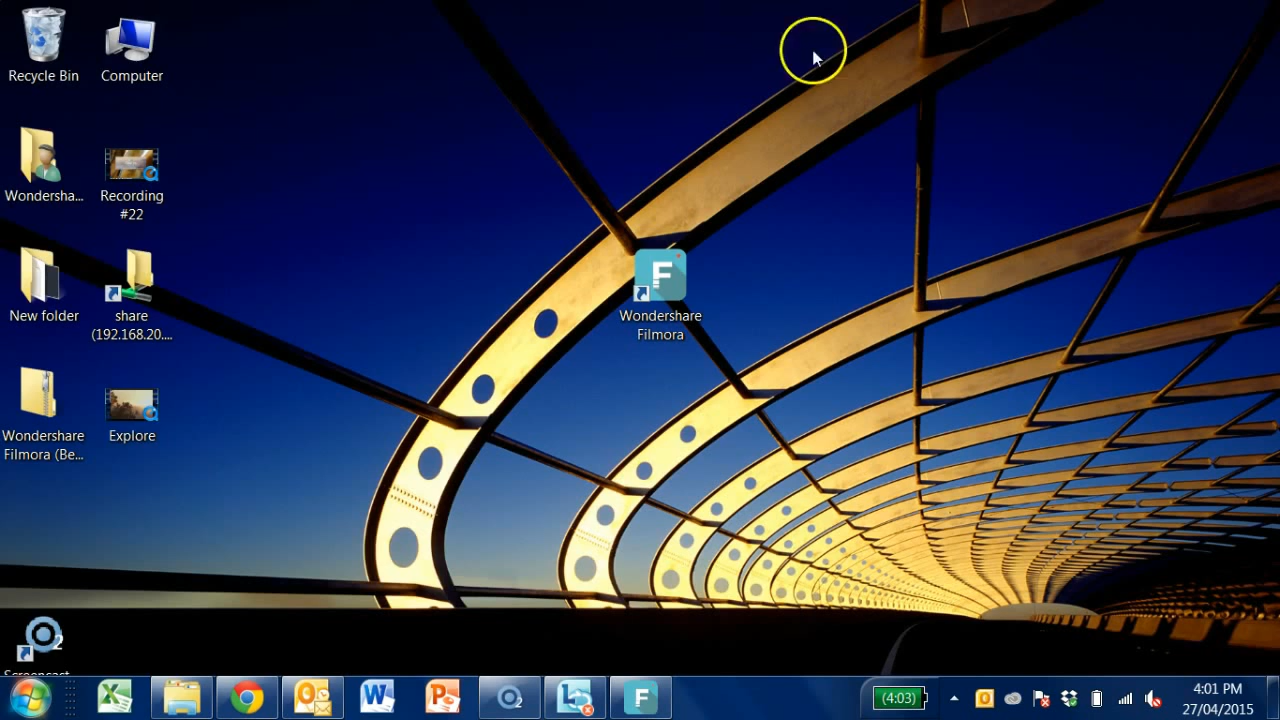 Recycle Bin
Computer
Wondersha...
Recording
#22
New folder
share
(192.168.20....
Wondershare
Filmora
Wondershare
Filmora (Be...
Explore
2
(4:03)
4:01 PM
27/04/2015